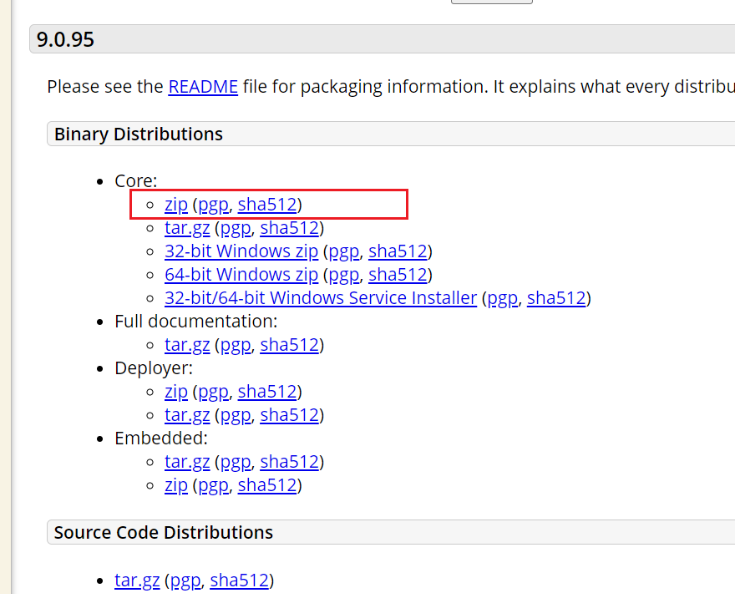 9.0.95
Please see the README file for packaging information. It explains what every distribu
Binary Distributions
Core:
zip (pgp, sha512)
tar.gz (pgp, sha512)
32-bit Windows zip (pgp, sha512)
64-bit Windows zip (pgp, sha512)
32-bit/64-bit Windows Service Installer (pgp, sha512)
Full documentation:
tar.gz (pgp, sha512)
Deployer:
zip (pgp, sha512)
tar.gz (pgp, sha512)
Embedded:
tar.gz (pgp, sha512)
zip (pgp, sha512)
Source Code Distributions
tar.gz (pgp, sha512)